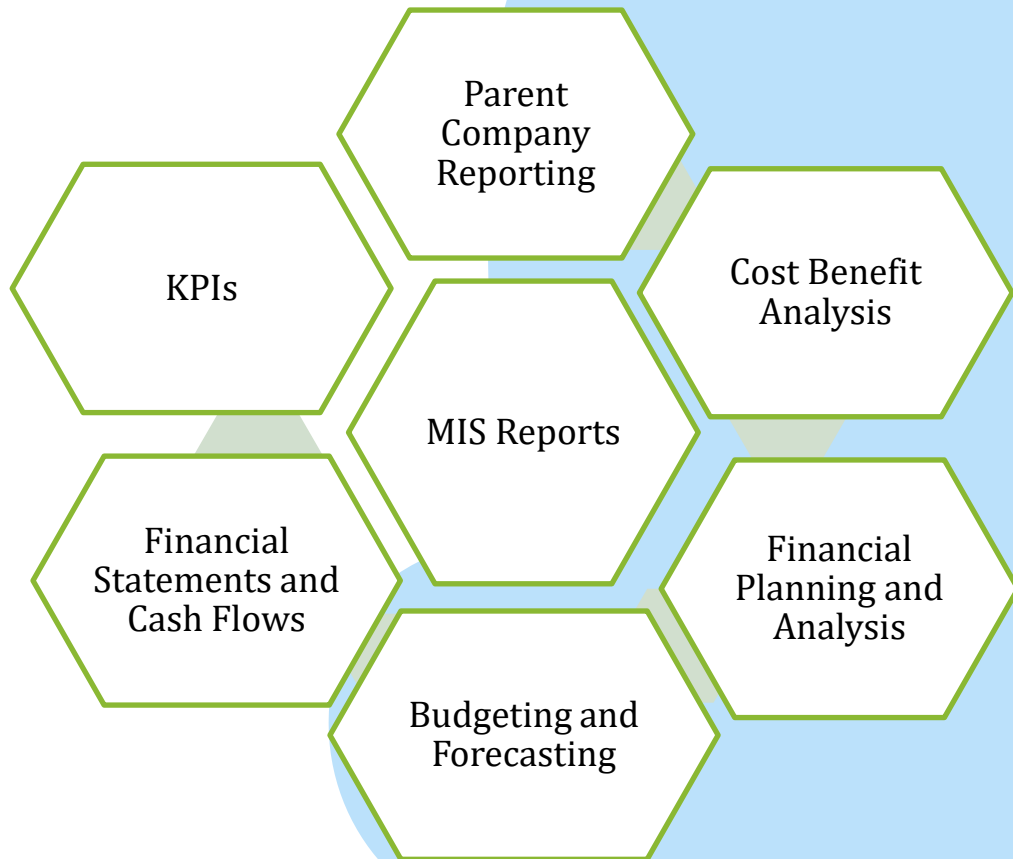 Parent
Company
Reporting
Cost Benefit
Analysis
KPIs
MIS Reports
Financial
Planning and
Analysis
Financial
Statements and
Cash Flows
Budgeting and
Forecasting